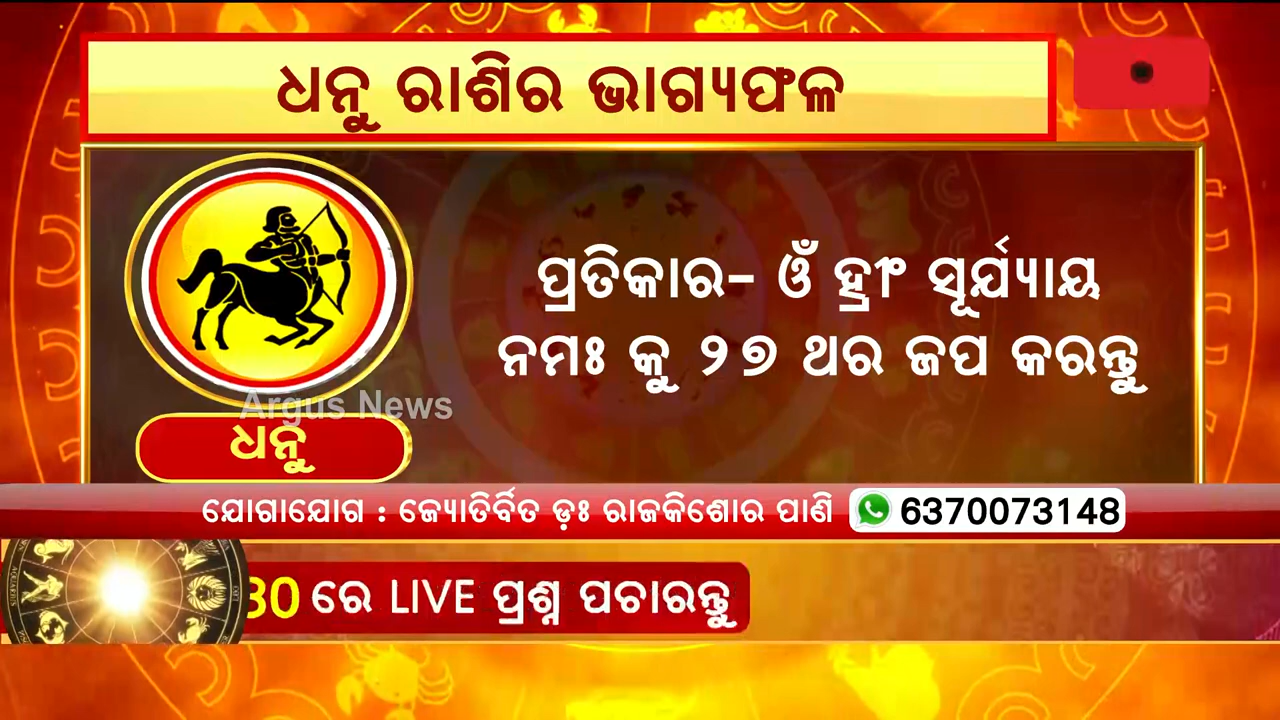 ଧନୁ ରାଶିର ଭାଗ୍ୟଫଳ
ପ୍ରତିକାର- ଓଁ ହ୍ରୀଂ ସୂର୍ଯ୍ୟାୟ
ନମଃ କୁ ୨୭ ଥର ଜପ କରନ୍ତୁ
Argus News
ଧନୁ
ଯୋଗାଯୋଗ : ଜ୍ୟୋତିର୍ବିତ ଡ଼ଃ ରାଜକିଶୋର ପାଣି 6370073148
30 ରେ LIVE ପ୍ରଶ୍ନ ପଚାରନ୍ତୁ